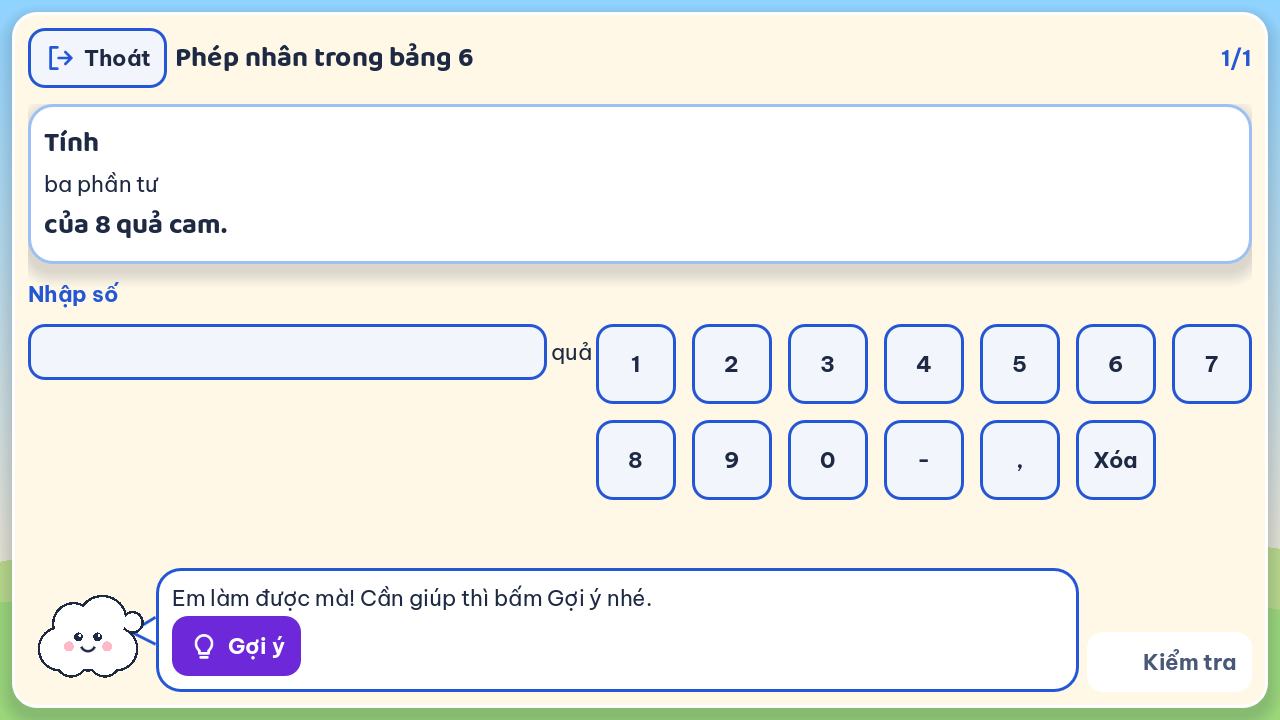 Thoát
Phép nhân trong bảng 6
1/1
Tính
ba phần tư
của 8 quả cam.
Nhập số
quả
1 2 3 4 5 6 7
8 9 0 - , Xóa
Em làm được mà! Cần giúp thì bấm Gợi ý nhé.
Gợi ý
Kiểm tra